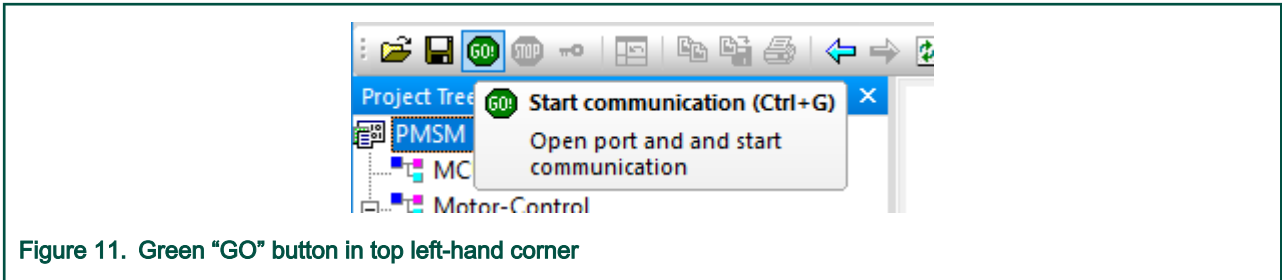 GO! STOP
Project Tree
GO! Start communication (Ctrl+G)
PMSM
Open port and and start
communication
MC
Motor-Control
Figure 11. Green “GO” button in top left-hand corner